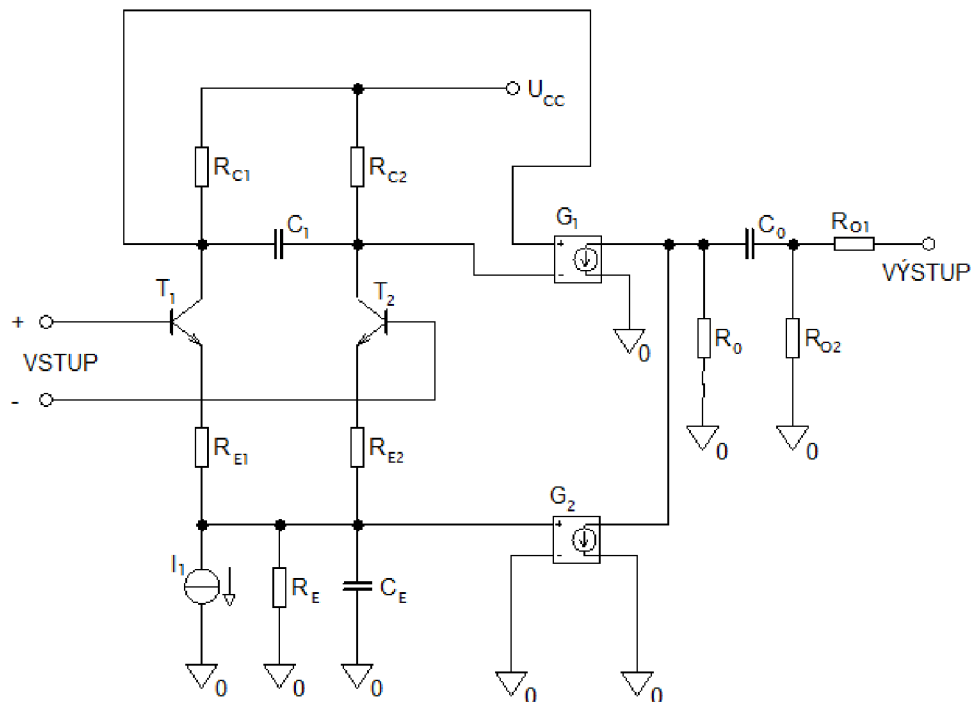 U_CC
R_C1
R_C2
C_1
G_1
C_0
R_O1
VÝSTUP
+
-
T_1
T_2
+
VSTUP
-
0
R_0
R_O2
0
0
R_E1
R_E2
G_2
+
-
I_1
R_E
C_E
0
0
0
0
0